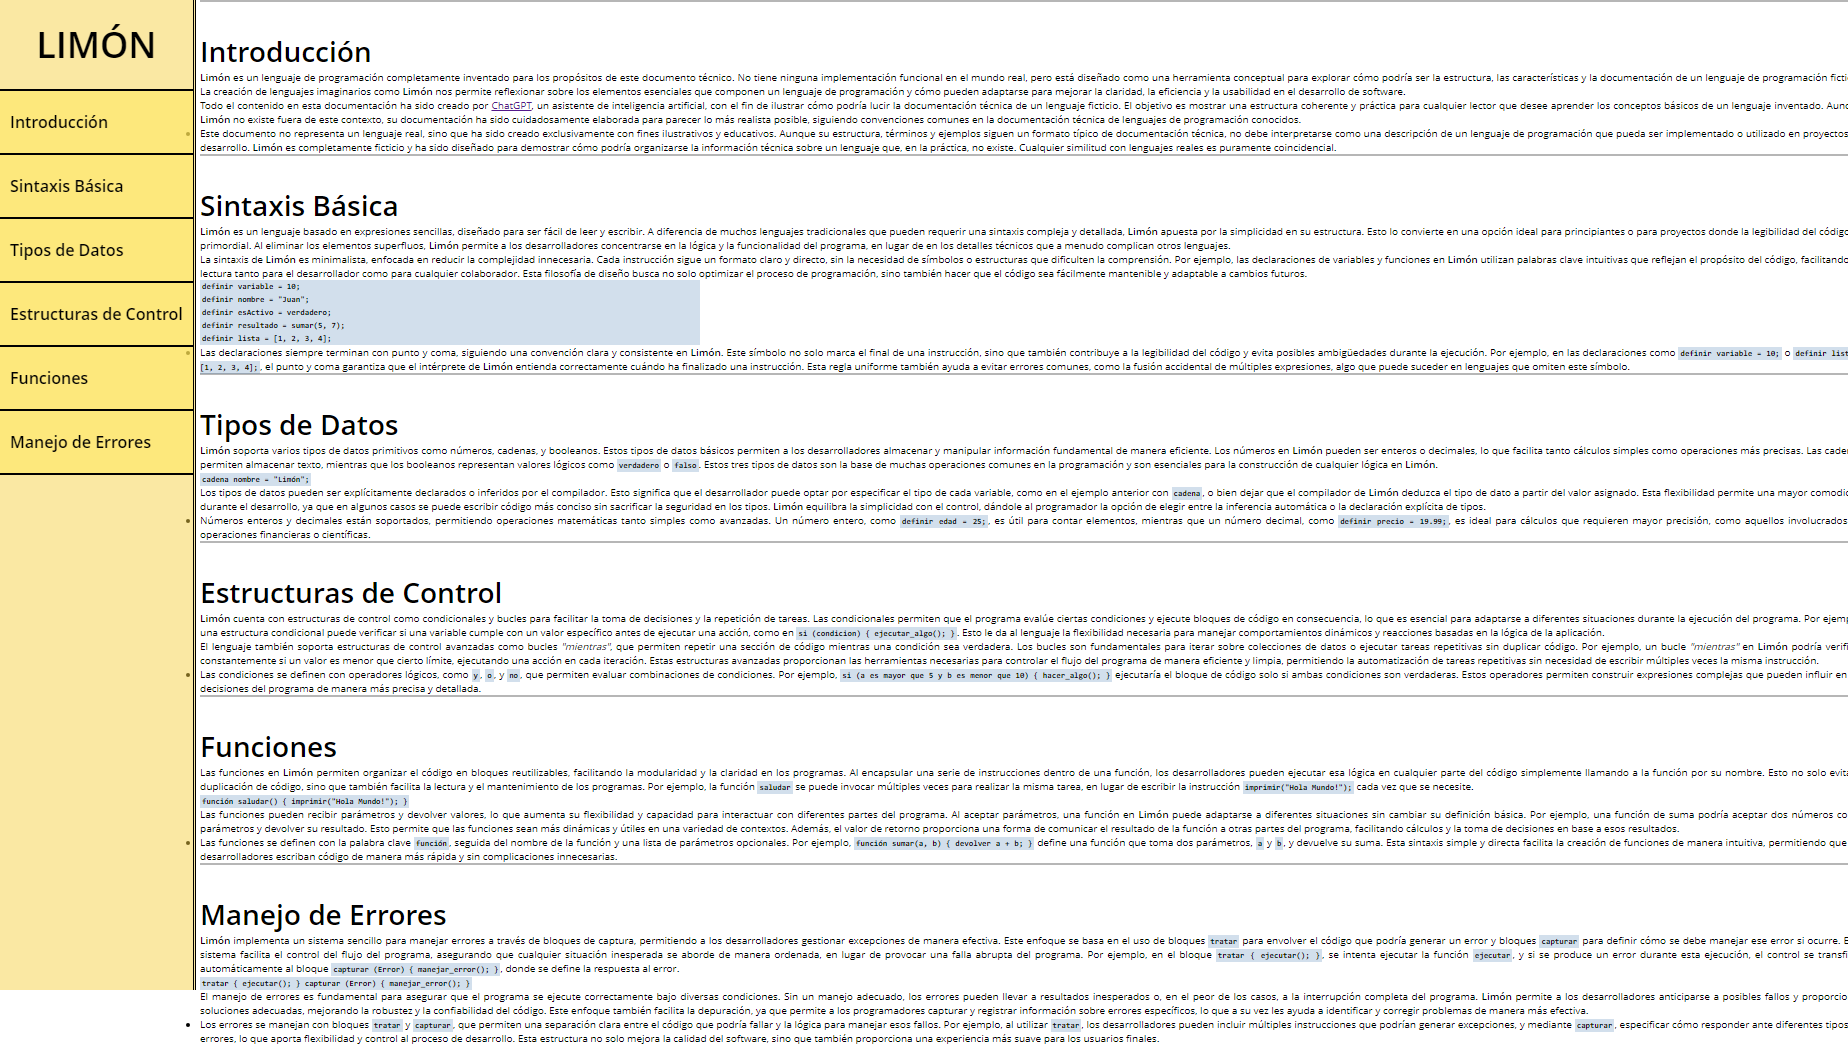 LIMÓN
Introducción
Sintaxis Básica
Tipos de Datos
Estructuras de Control
Funciones
Manejo de Errores
Introducción
Limón es un lenguaje de programación completamente inventado para los propósitos de este documento técnico. No tiene ninguna implementación funcional en el mundo real, pero está diseñado como una herramienta conceptual para explorar cómo podría ser la estructura, las características y la documentación de un lenguaje de programación
La creación de lenguajes imaginarios como Limón nos permite reflexionar sobre los elementos esenciales que componen un lenguaje de programación y cómo pueden adaptarse para mejorar la claridad, la eficiencia y la usabilidad en el desarrollo de software.
Todo el contenido en esta documentación ha sido creado por ChatGPT, un asistente de inteligencia artificial, con el fin de ilustrar cómo podría lucir la documentación técnica de un lenguaje ficticio. El objetivo es mostrar una estructura coherente y práctica para cualquier lector que desee aprender los conceptos básicos de un lenguaje inventado.
Limón no existe fuera de este contexto, su documentación ha sido cuidadosamente elaborada para parecer lo más realista posible, siguiendo convenciones comunes en la documentación técnica de lenguajes de programación conocidos.
Este documento no representa un lenguaje real, sino que ha sido creado exclusivamente con fines ilustrativos y educativos. Aunque su estructura, términos y ejemplos siguen un formato típico de documentación técnica, no debe interpretarse como una descripción de un lenguaje de programación que pueda ser implementado o utilizado en proyectos
desarrollo. Limón es completamente ficticio y ha sido diseñado para demostrar cómo podría organizarse la información técnica sobre un lenguaje que, en la práctica, no existe. Cualquier similitud con lenguajes reales es puramente coincidencial.
Sintaxis Básica
Limón es un lenguaje basado en expresiones sencillas, diseñado para ser fácil de leer y escribir. A diferencia de muchos lenguajes tradicionales que pueden requerir una sintaxis compleja y detallada, Limón apuesta por la simplicidad en su estructura. Esto lo convierte en una opción ideal para principiantes o para proyectos donde la legibilidad del código
primordial. Al eliminar los elementos superfluos, Limón permite a los desarrolladores concentrarse en la lógica y la funcionalidad del programa, en lugar de en los detalles técnicos que a menudo complican otros lenguajes.
La sintaxis de Limón es minimalista, enfocada en reducir la complejidad innecesaria. Cada instrucción sigue un formato claro y directo, sin la necesidad de símbolos o estructuras que dificulten la comprensión. Por ejemplo, las declaraciones de variables y funciones en Limón utilizan palabras clave intuitivas que reflejan el propósito del código, facilitando
lectura tanto para el desarrollador como para cualquier colaborador. Esta filosofía de diseño busca no solo optimizar el proceso de programación, sino también hacer que el código sea fácilmente mantenible y adaptable a cambios futuros.
definir variable = 10;
definir nombre = "Juan";
definir esActivo = verdadero;
definir resultado = sumar(5, 7);
definir lista = [1, 2, 3, 4];
Las declaraciones siempre terminan con punto y coma, siguiendo una convención clara y consistente en Limón. Este símbolo no solo marca el final de una instrucción, sino que también contribuye a la legibilidad del código y evita posibles ambigüedades durante la ejecución. Por ejemplo, en las declaraciones como definir variable = 10; o definir
[1, 2, 3, 4];, el punto y coma garantiza que el intérprete de Limón entienda correctamente cuándo ha finalizado una instrucción. Esta regla uniforme también ayuda a evitar errores comunes, como la fusión accidental de múltiples expresiones, algo que puede suceder en lenguajes que omiten este símbolo.
Tipos de Datos
Limón soporta varios tipos de datos primitivos como números, cadenas, y booleanos. Estos tipos de datos básicos permiten a los desarrolladores almacenar y manipular información fundamental de manera eficiente. Los números en Limón pueden ser enteros o decimales, lo que facilita tanto cálculos simples como operaciones más precisas. Las
permiten almacenar texto, mientras que los booleanos representan valores lógicos como verdadero o falso. Estos tres tipos de datos son la base de muchas operaciones comunes en la programación y son esenciales para la construcción de cualquier lógica en Limón.
cadena nombre = "Limón";
Los tipos de datos pueden ser explícitamente declarados o inferidos por el compilador. Esto significa que el desarrollador puede optar por especificar el tipo de cada variable, como en el ejemplo anterior con cadena, o bien dejar que el compilador de Limón deduzca el tipo de dato a partir del valor asignado. Esta flexibilidad permite una mayor
durante el desarrollo, ya que en algunos casos se puede escribir código más conciso sin sacrificar la seguridad en los tipos. Limón equilibra la simplicidad con el control, dándole al programador la opción de elegir entre la inferencia automática o la declaración explícita de tipos.
Números enteros y decimales están soportados, permitiendo operaciones matemáticas tanto simples como avanzadas. Un número entero, como definir edad = 25;, es útil para contar elementos, mientras que un número decimal, como definir precio = 19.99;, es ideal para cálculos que requieren mayor precisión, como aquellos involucrados
operaciones financieras o científicas.
Estructuras de Control
Limón cuenta con estructuras de control como condicionales y bucles para facilitar la toma de decisiones y la repetición de tareas. Las condicionales permiten que el programa evalúe ciertas condiciones y ejecute bloques de código en consecuencia, lo que es esencial para adaptarse a diferentes situaciones durante la ejecución del programa. Por
una estructura condicional puede verificar si una variable cumple con un valor específico antes de ejecutar una acción, como en si (condicion) { ejecutar_algo(); }. Esto le da al lenguaje la flexibilidad necesaria para manejar comportamientos dinámicos y reacciones basadas en la lógica de la aplicación.
El lenguaje también soporta estructuras de control avanzadas como bucles "mientras", que permiten repetir una sección de código mientras una condición sea verdadera. Los bucles son fundamentales para iterar sobre colecciones de datos o ejecutar tareas repetitivas sin duplicar código. Por ejemplo, un bucle "mientras" en Limón podría
constantemente si un valor es menor que cierto límite, ejecutando una acción en cada iteración. Estas estructuras avanzadas proporcionan las herramientas necesarias para controlar el flujo del programa de manera eficiente y limpia, permitiendo la automatización de tareas repetitivas sin necesidad de escribir múltiples veces la misma instrucción.
Las condiciones se definen con operadores lógicos, como y, o, y no, que permiten evaluar combinaciones de condiciones. Por ejemplo, si (a es mayor que 5 y b es menor que 10) { hacer_algo(); } ejecutaría el bloque de código solo si ambas condiciones son verdaderas. Estos operadores permiten construir expresiones complejas que pueden influir en
decisiones del programa de manera más precisa y detallada.
Funciones
Las funciones en Limón permiten organizar el código en bloques reutilizables, facilitando la modularidad y la claridad en los programas. Al encapsular una serie de instrucciones dentro de una función, los desarrolladores pueden ejecutar esa lógica en cualquier parte del código simplemente llamando a la función por su nombre. Esto no solo
duplicación de código, sino que también facilita la lectura y el mantenimiento de los programas. Por ejemplo, la función saludar se puede invocar múltiples veces para realizar la misma tarea, en lugar de escribir la instrucción imprimir("Hola Mundo!"); cada vez que se necesite.
función saludar() { imprimir("Hola Mundo!"); }
Las funciones pueden recibir parámetros y devolver valores, lo que aumenta su flexibilidad y capacidad para interactuar con diferentes partes del programa. Al aceptar parámetros, una función en Limón puede adaptarse a diferentes situaciones sin cambiar su definición básica. Por ejemplo, una función de suma podría aceptar dos números
parámetros y devolver su resultado. Esto permite que las funciones sean más dinámicas y útiles en una variedad de contextos. Además, el valor de retorno proporciona una forma de comunicar el resultado de la función a otras partes del programa, facilitando cálculos y la toma de decisiones en base a esos resultados.
Las funciones se definen con la palabra clave función, seguida del nombre de la función y una lista de parámetros opcionales. Por ejemplo, función sumar(a, b) { devolver a + b; } define una función que toma dos parámetros, a y b, y devuelve su suma. Esta sintaxis simple y directa facilita la creación de funciones de manera intuitiva, permitiendo que
desarrolladores escriban código de manera más rápida y sin complicaciones innecesarias.
Manejo de Errores
Limón implementa un sistema sencillo para manejar errores a través de bloques de captura, permitiendo a los desarrolladores gestionar excepciones de manera efectiva. Este enfoque se basa en el uso de bloques tratar para envolver el código que podría generar un error y bloques capturar para definir cómo se debe manejar ese error si ocurre.
sistema facilita el control del flujo del programa, asegurando que cualquier situación inesperada se aborde de manera ordenada, en lugar de provocar una falla abrupta del programa. Por ejemplo, en el bloque tratar { ejecutar(); }, se intenta ejecutar la función ejecutar, y si se produce un error durante esta ejecución, el control se
automáticamente al bloque capturar (Error) { manejar_error(); }, donde se define la respuesta al error.
tratar { ejecutar(); } capturar (Error) { manejar_error(); }
El manejo de errores es fundamental para asegurar que el programa se ejecute correctamente bajo diversas condiciones. Sin un manejo adecuado, los errores pueden llevar a resultados inesperados o, en el peor de los casos, a la interrupción completa del programa. Limón permite a los desarrolladores anticiparse a posibles fallos y
soluciones adecuadas, mejorando la robustez y la confiabilidad del código. Este enfoque también facilita la depuración, ya que permite a los programadores capturar y registrar información sobre errores específicos, lo que a su vez les ayuda a identificar y corregir problemas de manera más efectiva.
Los errores se manejan con bloques tratar y capturar, que permiten una separación clara entre el código que podría fallar y la lógica para manejar esos fallos. Por ejemplo, al utilizar tratar, los desarrolladores pueden incluir múltiples instrucciones que podrían generar excepciones, y mediante capturar, especificar cómo responder ante diferentes tipos
errores, lo que aporta flexibilidad y control al proceso de desarrollo. Esta estructura no solo mejora la calidad del software, sino que también proporciona una experiencia más suave para los usuarios finales.